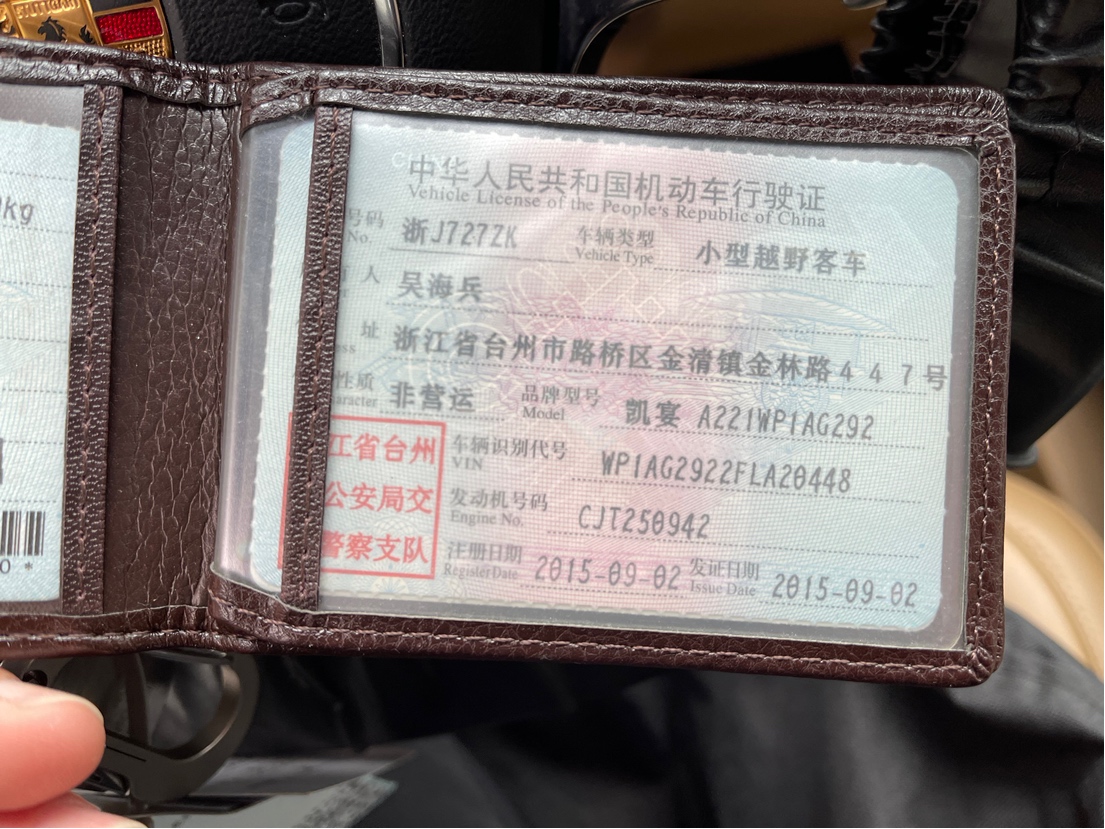 STUTTGART
0kg
0 *
中华人民共和国机动车行驶证
Vehicle License of the People's Republic of China
号码 浙J727ZK 车辆类型 小型越野客车
No. Vehicle Type
人 吴海兵
址 浙江省台州市路桥区金清镇金林路447号
ss
性质 非营运 品牌型号 凯宴 A221WP1AG292
aracter Model
江省台州
公安局交
警察支队
车辆识别代号 WP1AG2922FLA20448
VIN
发动机号码 CJT250942
Engine No.
注册日期 2015-09-02 发证日期 2015-09-02
Register Date Issue Date